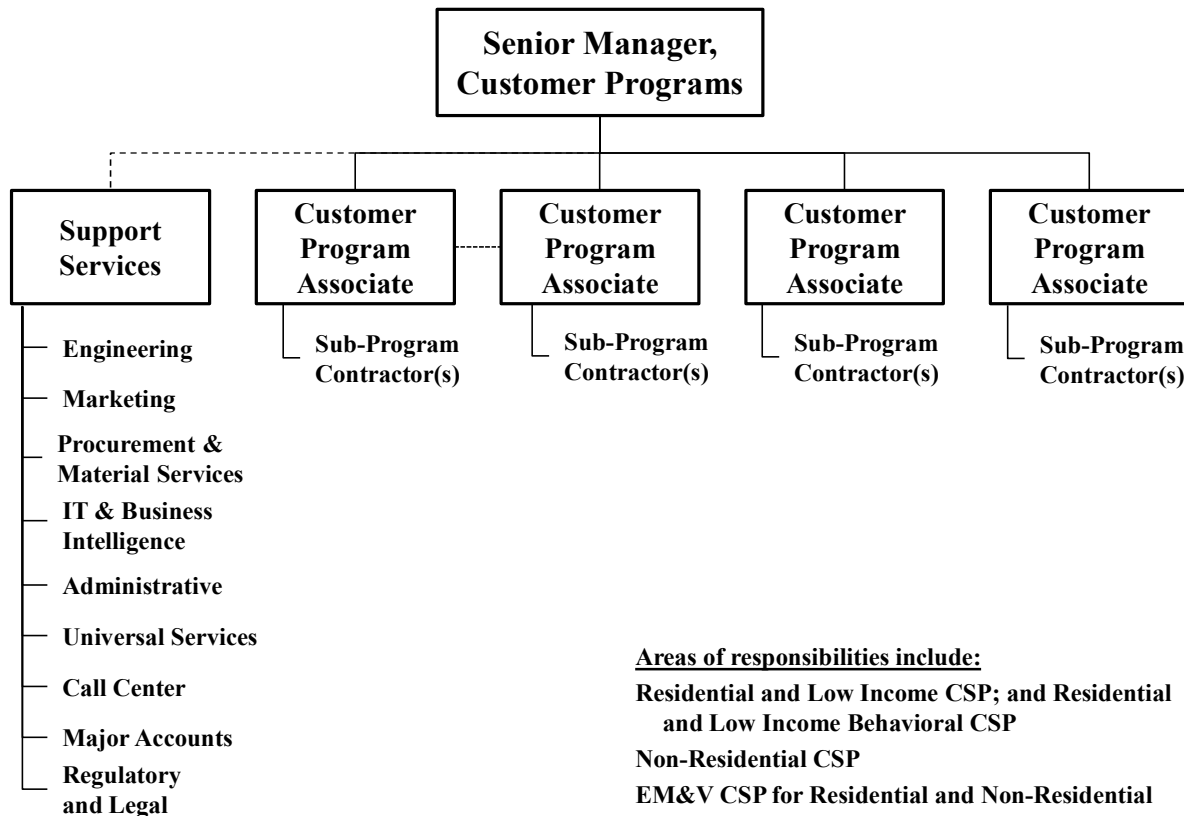 Senior Manager,
Customer Programs
Support
Services
Customer
Program
Associate
Customer
Program
Associate
Customer
Program
Associate
Customer
Program
Associate
Engineering
Marketing
Procurement &
Material Services
IT & Business
Intelligence
Administrative
Universal Services
Call Center
Major Accounts
Regulatory
and Legal
Sub-Program
Contractor(s)
Sub-Program
Contractor(s)
Sub-Program
Contractor(s)
Sub-Program
Contractor(s)
Areas of responsibilities include:
Residential and Low Income CSP; and Residential
and Low Income Behavioral CSP
Non-Residential CSP
EM&V CSP for Residential and Non-Residential